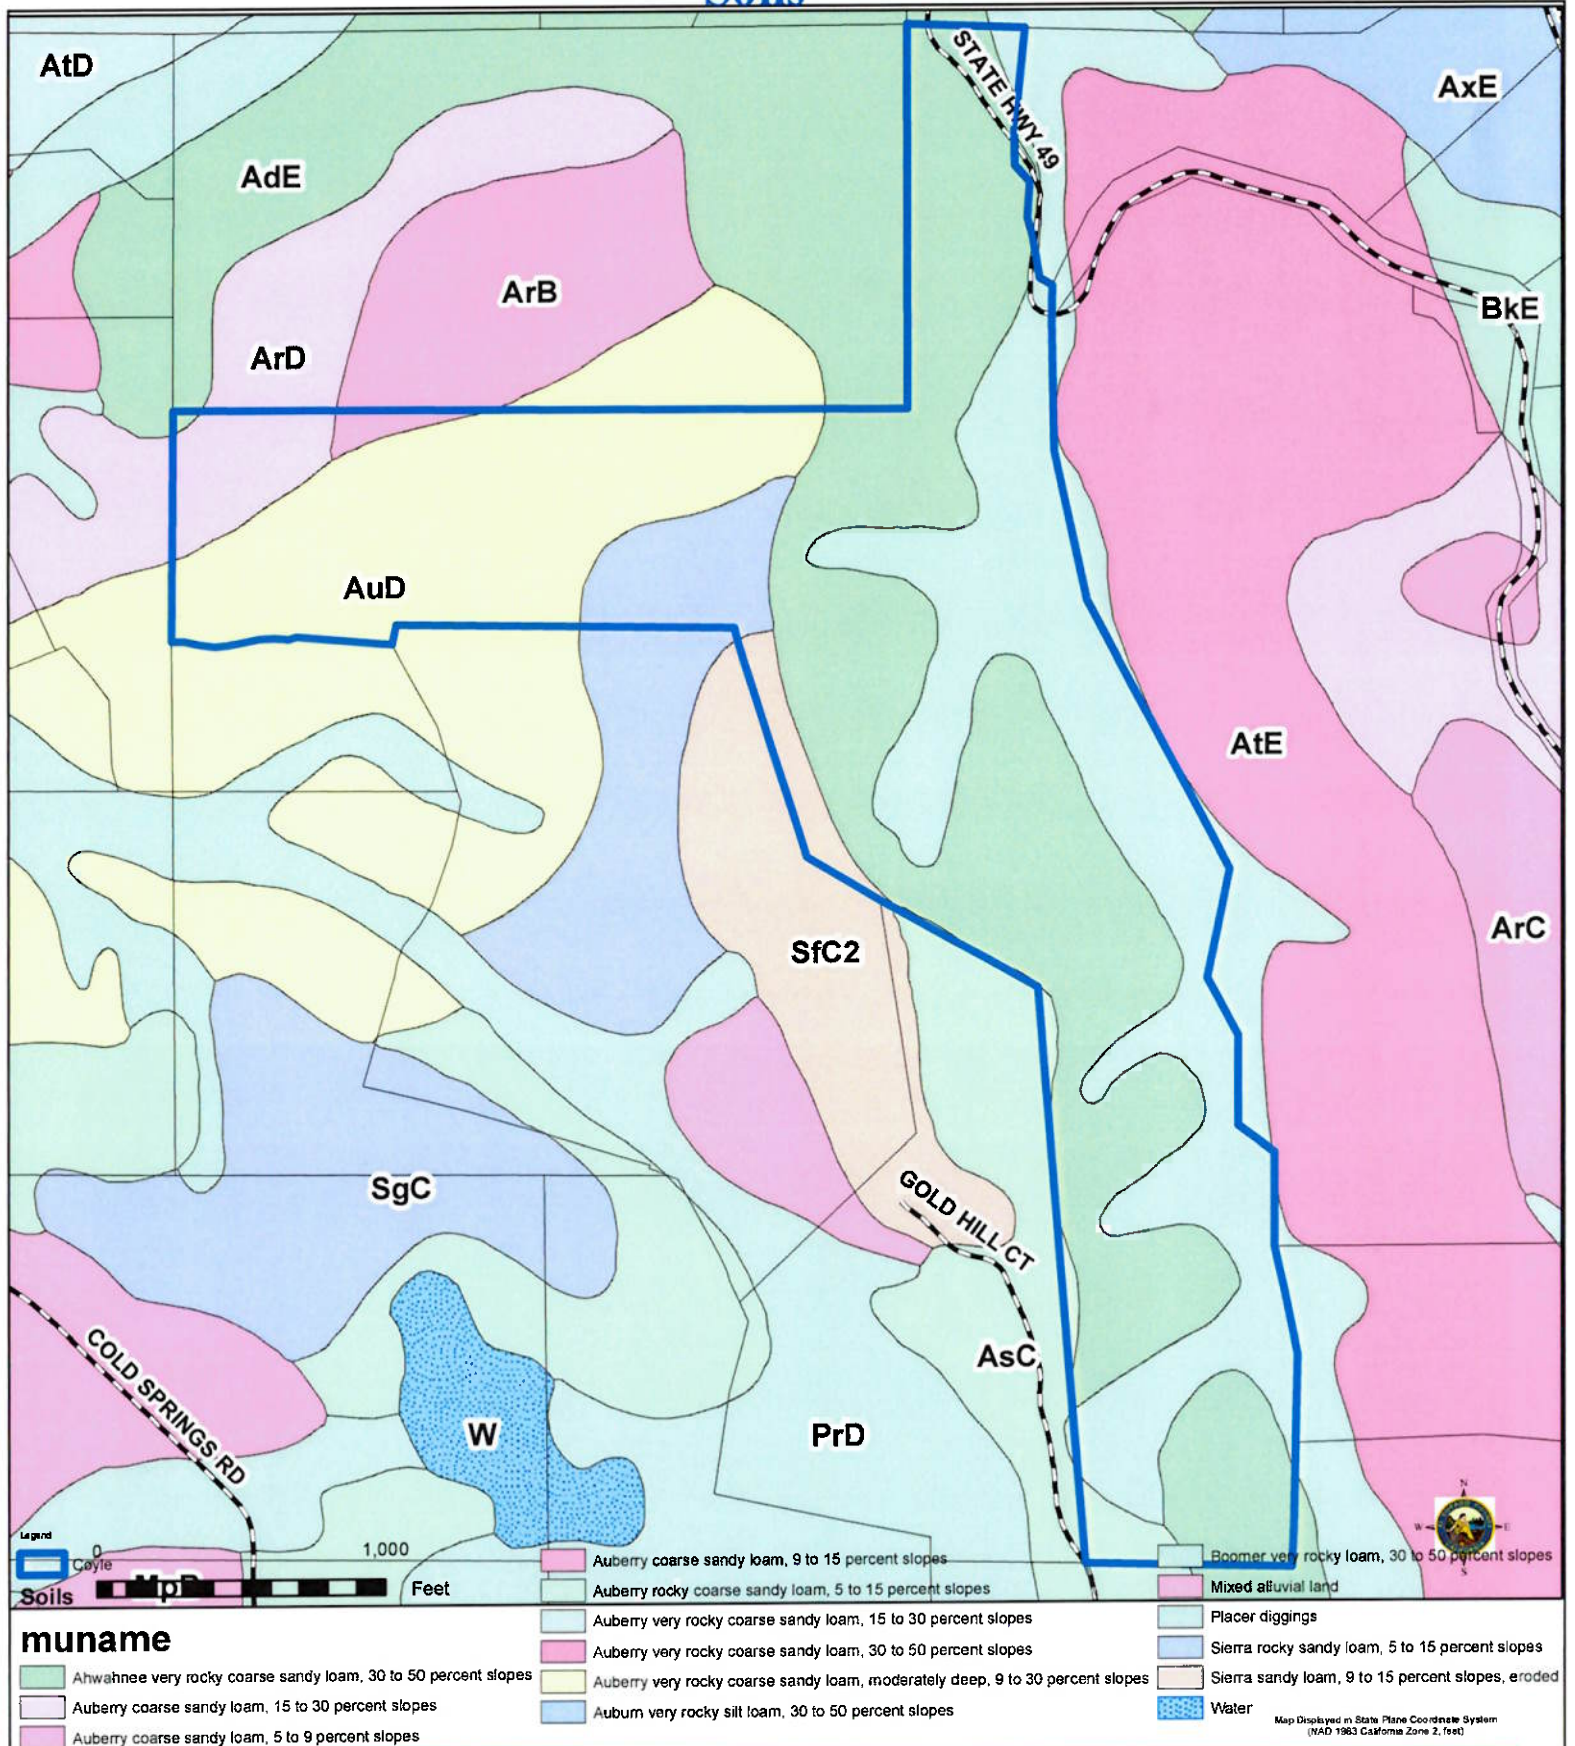 Soils
AtD
STATE HWY 49
AxE
AdE
ArB
BkE
ArD
AuD
AtE
ArC
SfC2
GOLD HILL CT
SgC
AsC
COLD SPRINGS RD
W
PrD
Legend
Coyle
0 1,000
Feet
Soils
muname
Ahwahnee very rocky coarse sandy loam, 30 to 50 percent slopes
Auberry coarse sandy loam, 15 to 30 percent slopes
Auberry coarse sandy loam, 5 to 9 percent slopes
Auberry coarse sandy loam, 9 to 15 percent slopes
Auberry rocky coarse sandy loam, 5 to 15 percent slopes
Auberry very rocky coarse sandy loam, 15 to 30 percent slopes
Auberry very rocky coarse sandy loam, 30 to 50 percent slopes
Auberry very rocky coarse sandy loam, moderately deep, 9 to 30 percent slopes
Auburn very rocky silt loam, 30 to 50 percent slopes
Boomer very rocky loam, 30 to 50 percent slopes
Mixed alluvial land
Placer diggings
Sierra rocky sandy loam, 5 to 15 percent slopes
Sierra sandy loam, 9 to 15 percent slopes, eroded
Water
N
W E
S
Map Displayed in State Plane Coordinate System
(NAD 1983 California Zone 2, feet)